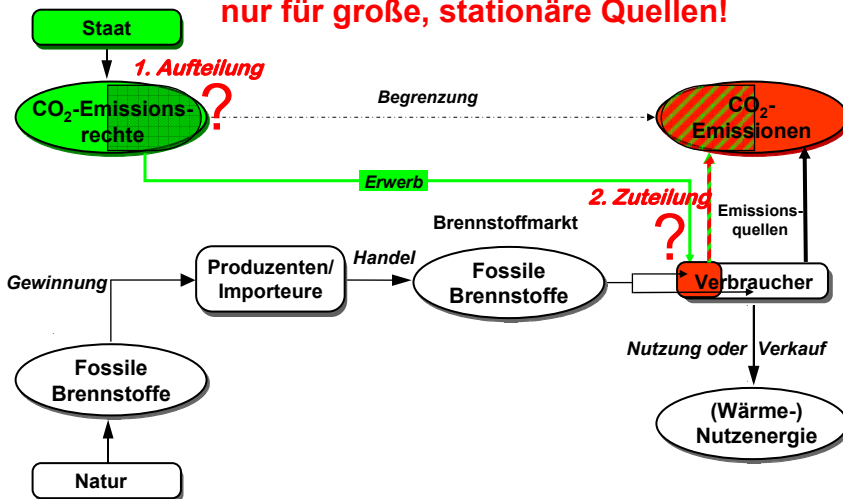 nur für große, stationäre Quellen!
Staat
1. Aufteilung
?
CO₂-Emissions-
rechte
Begrenzung
CO₂-
Emissionen
Erwerb
2. Zuteilung
?
Emissions-
quellen
Brennstoffmarkt
Gewinnung
Produzenten/
Importeure
Handel
Fossile
Brennstoffe
Verbraucher
Nutzung oder Verkauf
Fossile
Brennstoffe
(Wärme-)
Nutzenergie
Natur